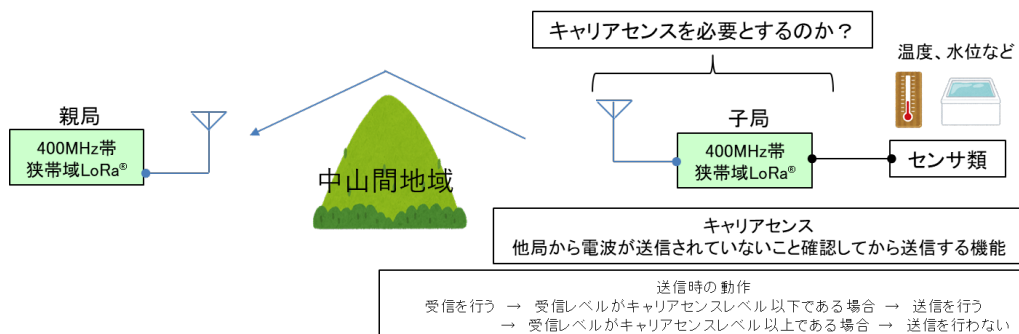 キャリアセンスを必要とするのか？
温度、水位など
親局
400MHz帯
狭帯域LoRa®
中山間地域
子局
400MHz帯
狭帯域LoRa®
センサ類
キャリアセンス
他局から電波が送信されていないこと確認してから送信する機能
送信時の動作
受信を行う → 受信レベルがキャリアセンスレベル以下である場合 → 送信を行う
→ 受信レベルがキャリアセンスレベル以上である場合 → 送信を行わない